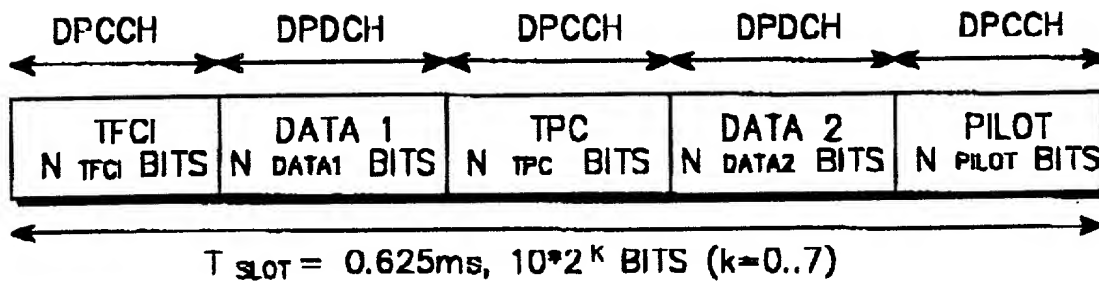 DPCCH DPDCH DPCCH DPDCH DPCCH
TFCI DATA 1 TPC DATA 2 PILOT
N TFCI BITS N DATA1 BITS N TPC BITS N DATA2 BITS N PILOT BITS
T SLOT = 0.625ms, 10*2 K BITS (k=0..7)